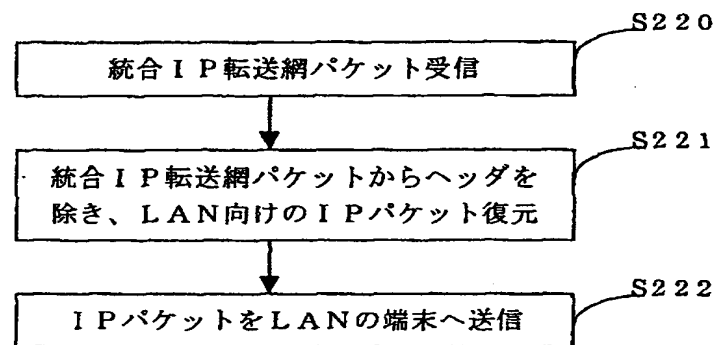 S220
統合IP転送網パケット受信
S221
統合IP転送網パケットからヘッダを
除き、LAN向けのIPパケット復元
S222
IPパケットをLANの端末へ送信